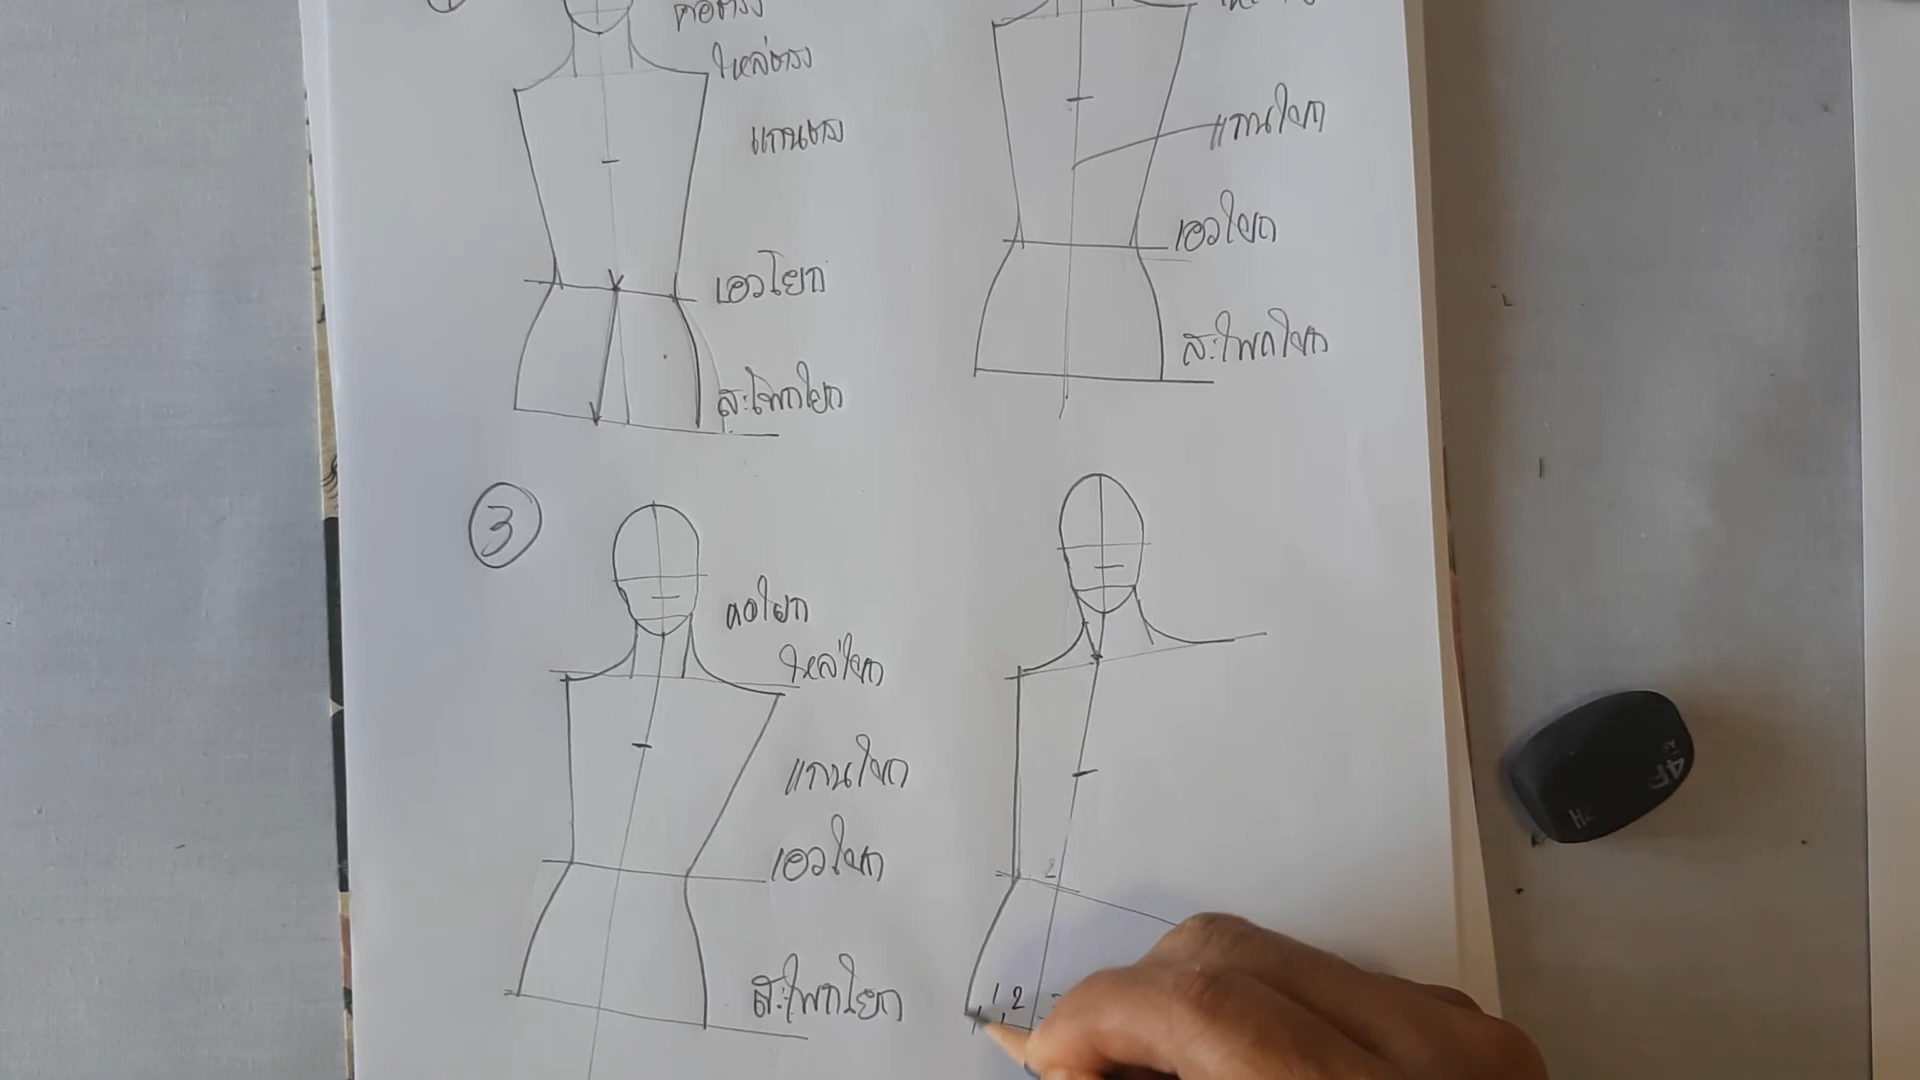 คอตรง
ไหล่ตรง
แกนตรง
เอวโยก
สะโพกโยก
แกนโยก
เอวโยก
สะโพกโยก
3
คอโยก
ไหล่โยก
แกนโยก
เอวโยก
สะโพกโยก
2
1 2
4P